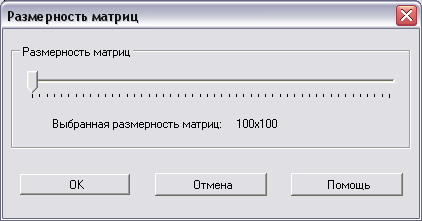 Размерность матриц
Размерность матриц
Выбранная размерность матриц: 100x100
OK Отмена Помощь